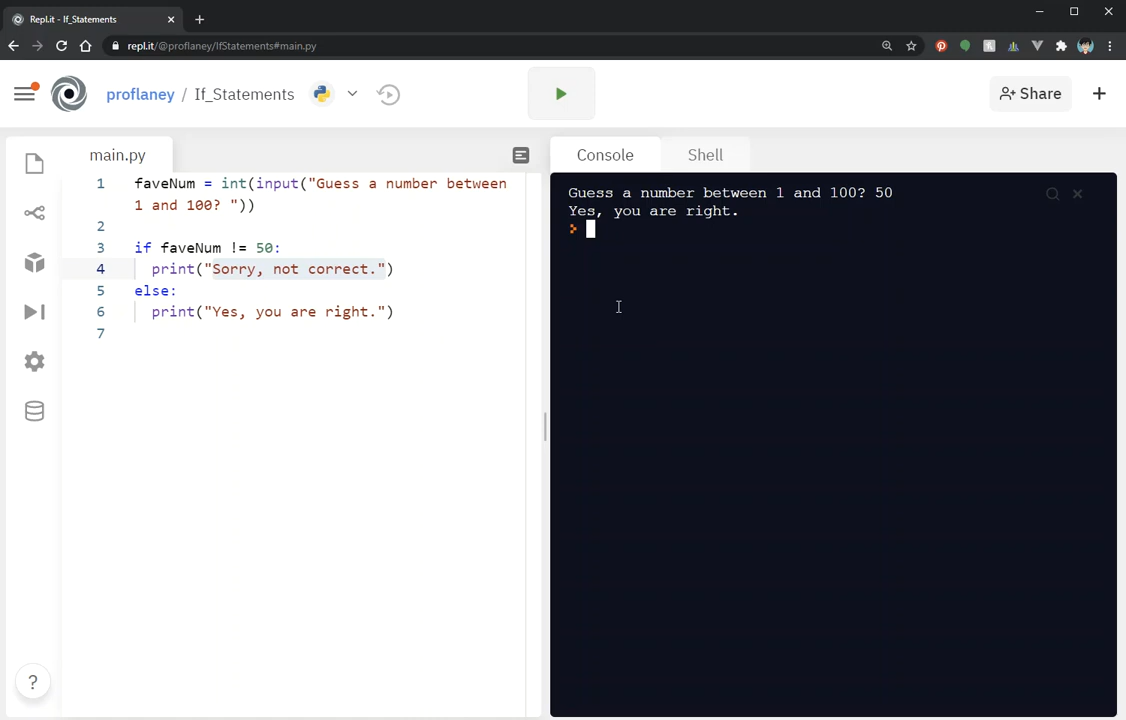 Repl.it - If_Statements
repl.it/@proflaney/IfStatements#main.py
proflaney / If_Statements
Share
main.py
1 faveNum = int(input("Guess a number between
1 and 100? "))
2
3 if faveNum != 50:
4 print("Sorry, not correct.")
5 else:
6 print("Yes, you are right.")
7
?
Console Shell
Guess a number between 1 and 100? 50
Yes, you are right.